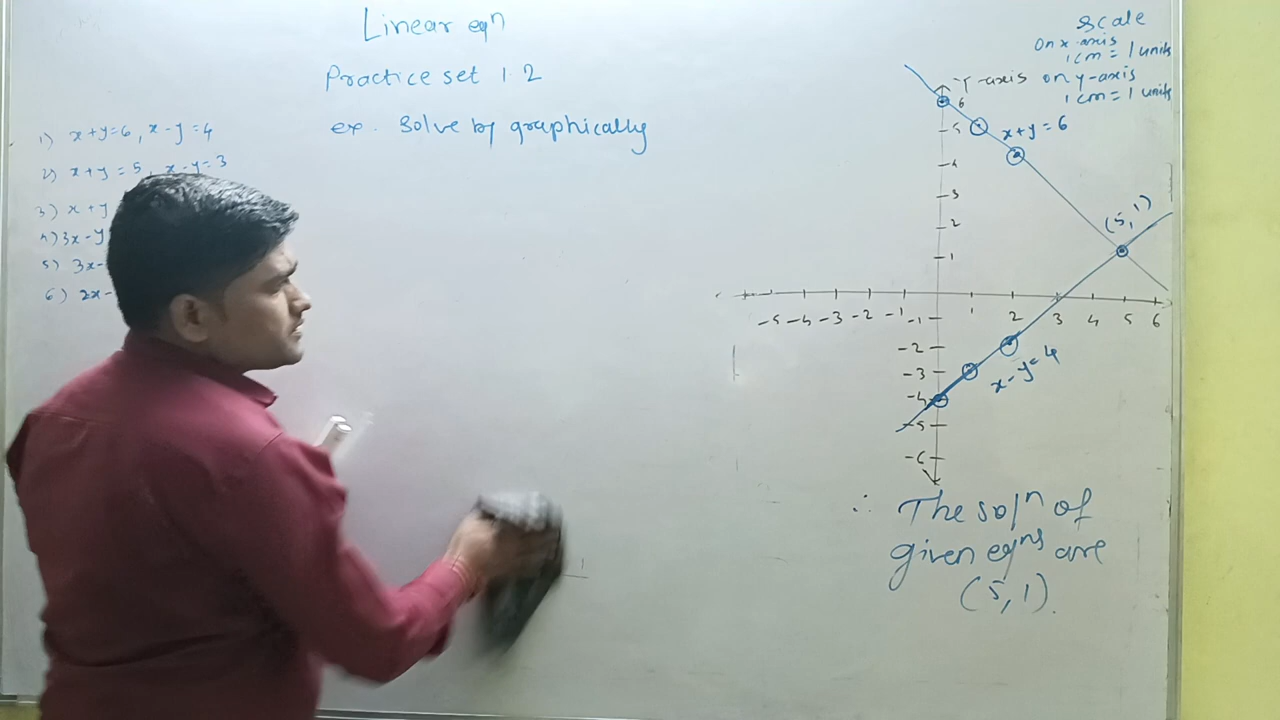 Linear eqn
Practice set 1.2
ex. Solve by graphically
1) x+y=6, x-y=4
2) x+y=5, x-y=3
3) x+y
4) 3x-y
5) 3x-
6) 2x-
scale
on x-axis
1cm = 1 units
on y-axis
1cm = 1 units
Y-axis
6
5
4
3
2
1
x+y=6
(5,1)
-5 -4 -3 -2 -1 1 2 3 4 5 6
-1
-2
-3
-4
-5
-6
x-y=4
∴ The soln of
given eqns are
(5,1).